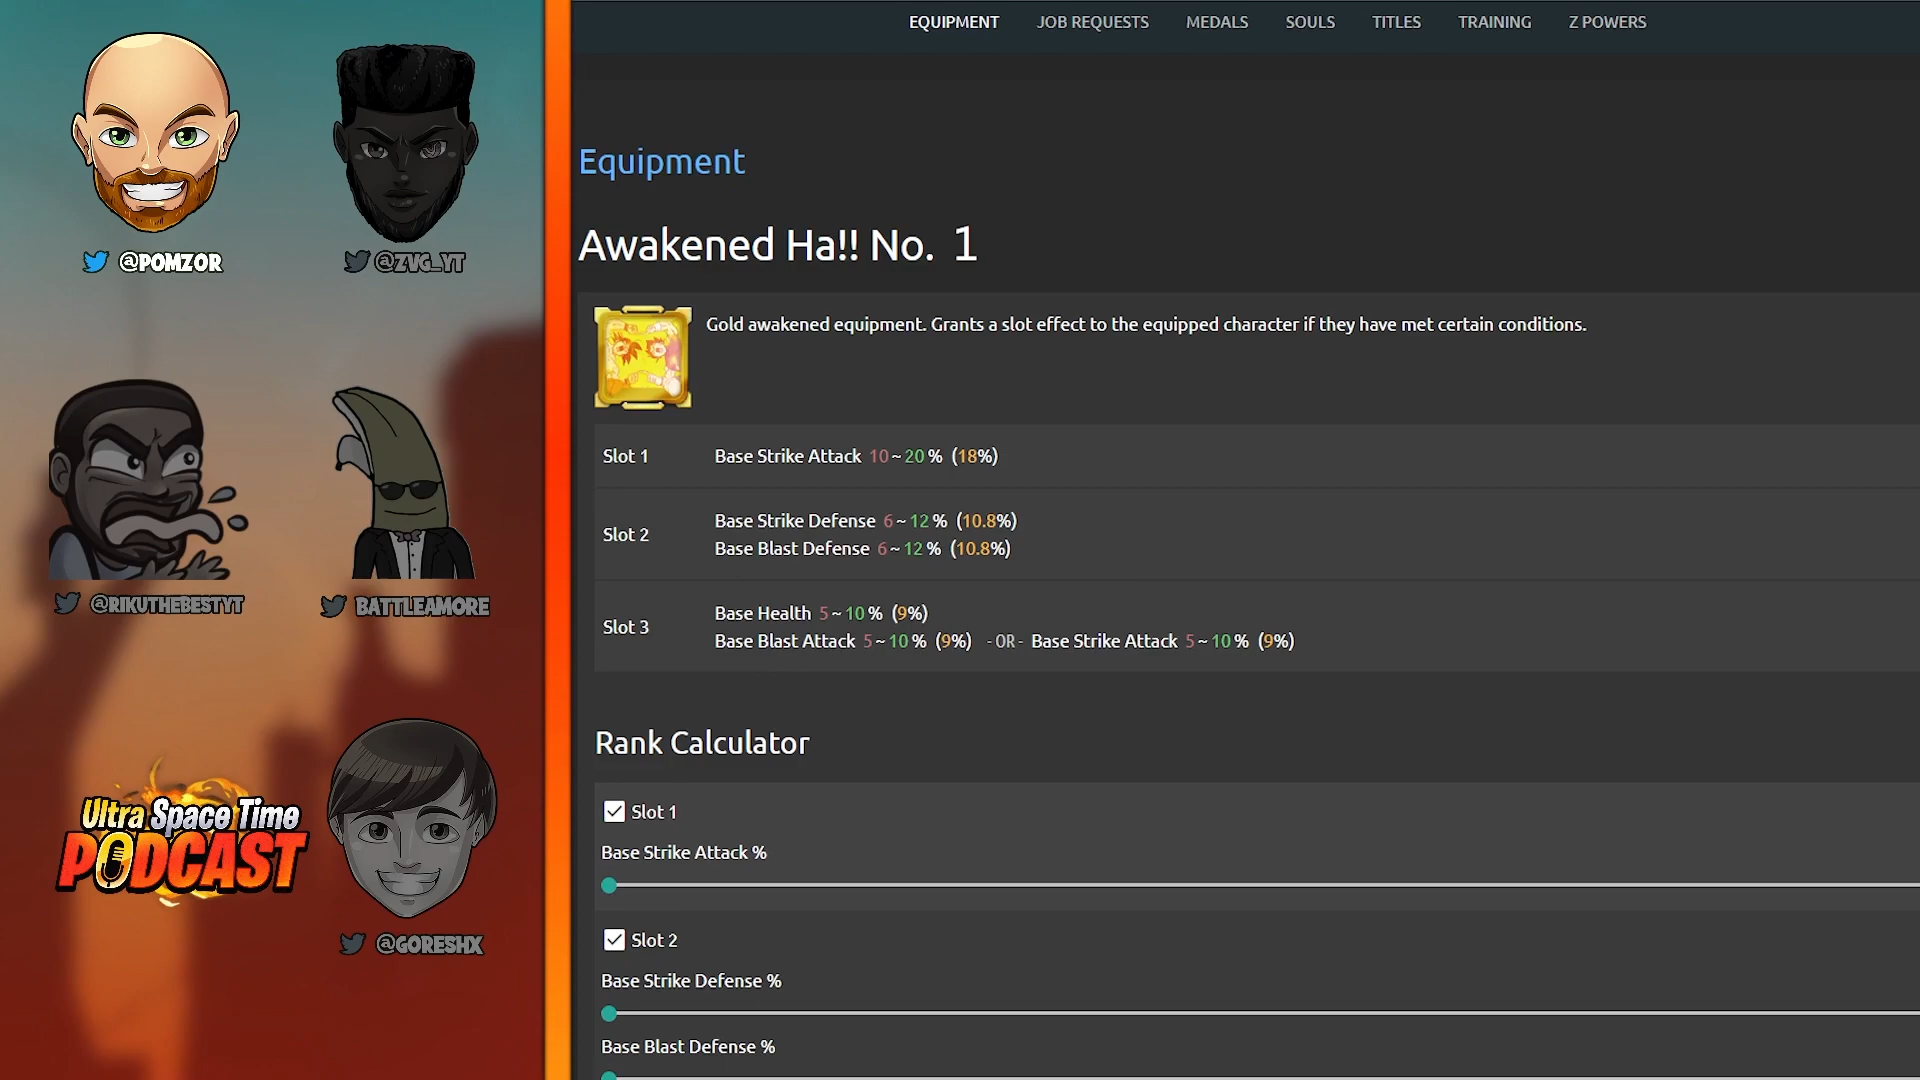 EQUIPMENT JOB REQUESTS MEDALS SOULS TITLES TRAINING Z POWERS
@POMZOR
@ZVG_YT
@RIKUTHEBESTYT
BATTLEAMORE
Ultra Space Time
PODCAST
@GORESHX
Equipment
Awakened Ha!! No. 1
Gold awakened equipment. Grants a slot effect to the equipped character if they have met certain conditions.
Slot 1
Base Strike Attack 10 ~ 20 % (18%)
Slot 2
Base Strike Defense 6 ~ 12 % (10.8%)
Base Blast Defense 6 ~ 12 % (10.8%)
Slot 3
Base Health 5 ~ 10 % (9%)
Base Blast Attack 5 ~ 10 % (9%) - OR - Base Strike Attack 5 ~ 10 % (9%)
Rank Calculator
Slot 1
Base Strike Attack %
Slot 2
Base Strike Defense %
Base Blast Defense %